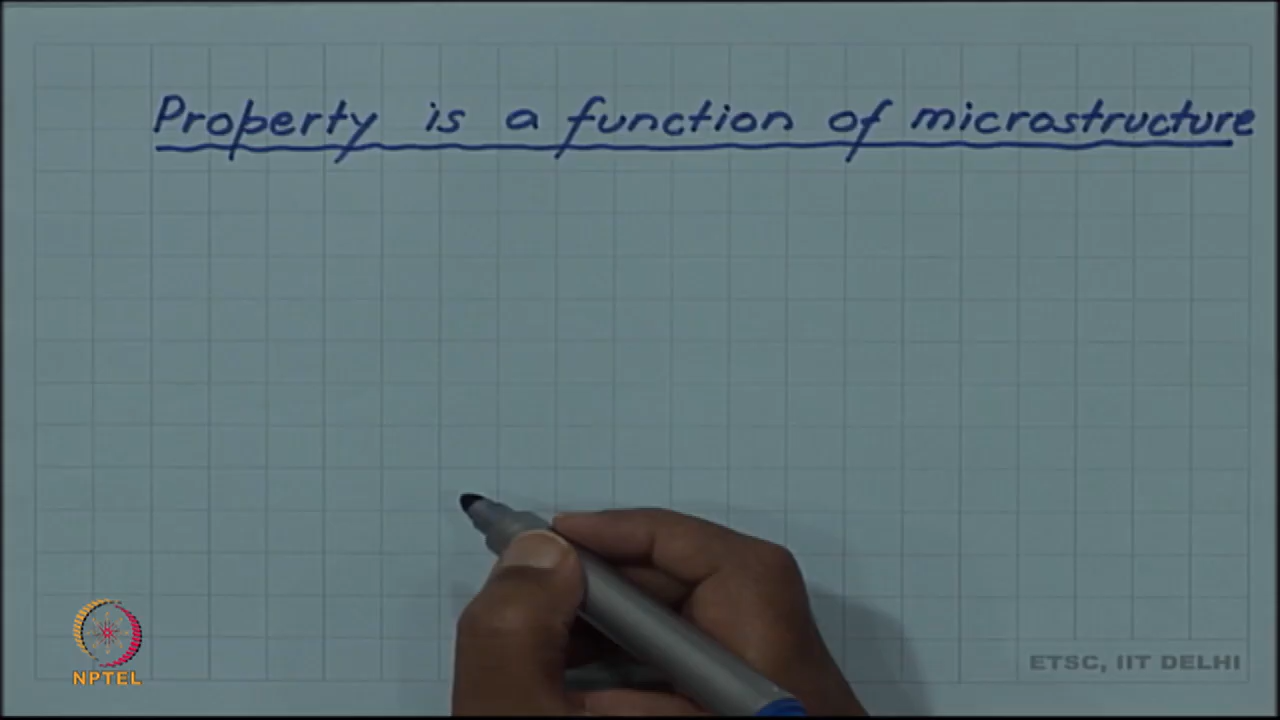 Property is a function of microstructure
NPTEL
ETSC, IIT DELHI